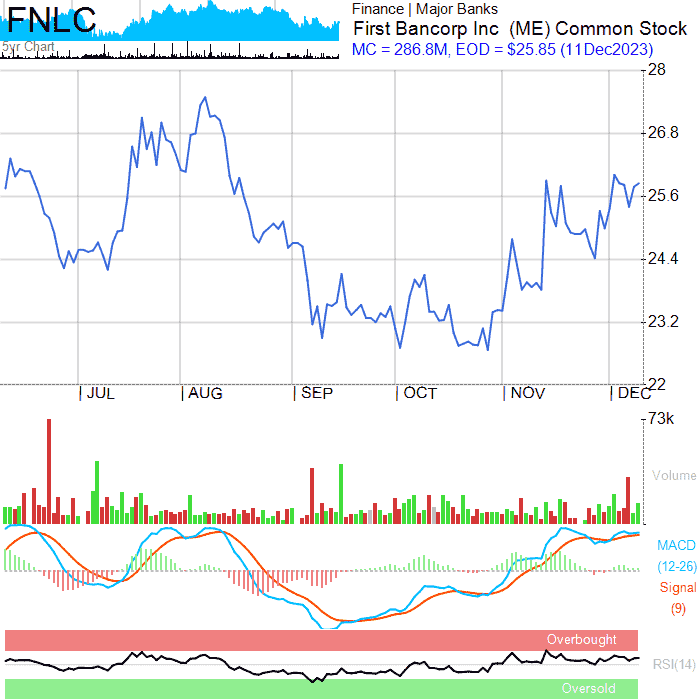 FNLC
5yr Chart
Finance | Major Banks
First Bancorp Inc (ME) Common Stock
MC = 286.8M, EOD = $25.85 (11Dec2023)
28
26.8
25.6
24.4
23.2
22
JUL AUG SEP OCT NOV DEC
73k
Volume
MACD
(12-26)
Signal
(9)
Overbought
RSI(14)
Oversold